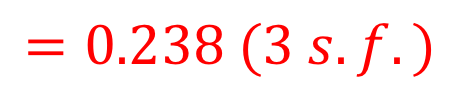 = 0.238 (3 s.f.)